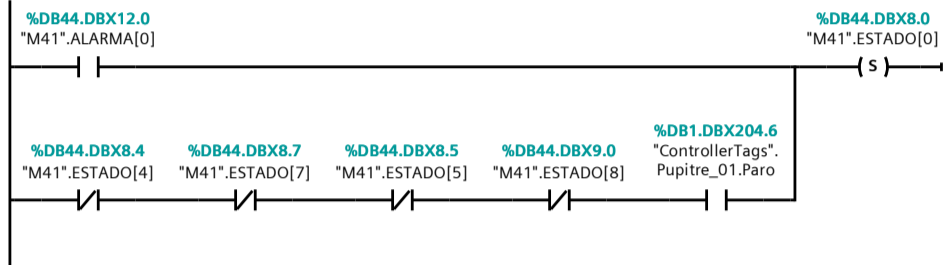 %DB44.DBX12.0
"M41".ALARMA[0]
%DB44.DBX8.0
"M41".ESTADO[0]
S
%DB44.DBX8.4
"M41".ESTADO[4]
%DB44.DBX8.7
"M41".ESTADO[7]
%DB44.DBX8.5
"M41".ESTADO[5]
%DB44.DBX9.0
"M41".ESTADO[8]
%DB1.DBX204.6
"ControllerTags".
Pupitre_01.Paro